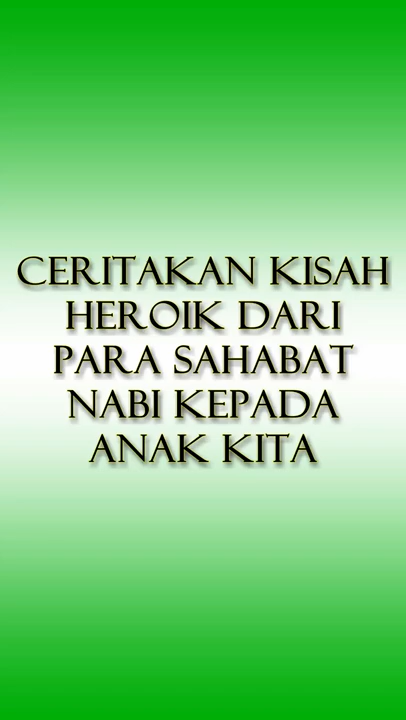 CERITAKAN KISAH
HEROIK DARI
PARA SAHABAT
NABI KEPADA
ANAK KITA